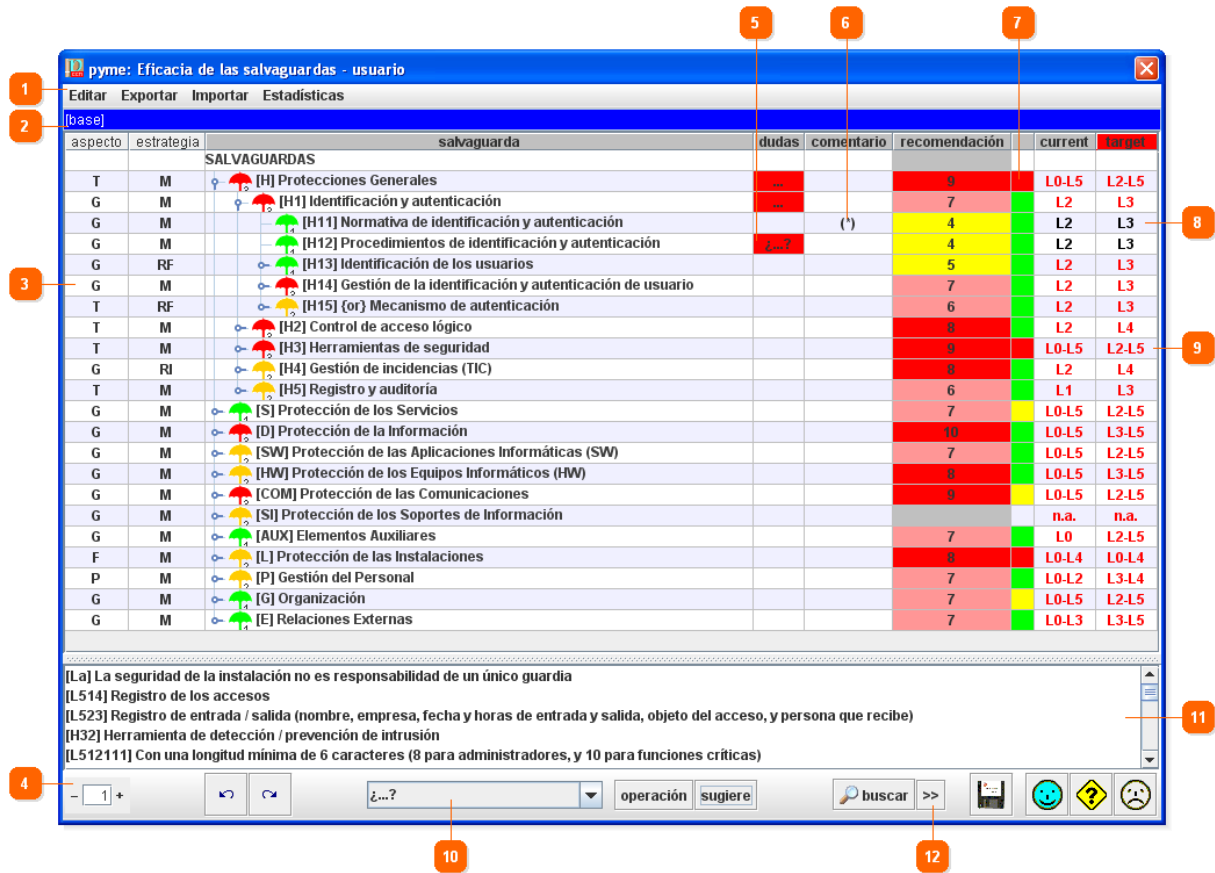 5 6 7
pyme: Eficacia de las salvaguardas - usuario
1
Editar Exportar Importar Estadísticas
2
[base]
aspecto estrategia salvaguarda dudas comentario recomendación current target
SALVAGUARDAS
T M [H] Protecciones Generales ... 9 L0-L5 L2-L5
G M [H1] Identificación y autenticación ... 7 L2 L3
G M [H11] Normativa de identificación y autenticación (*) 4 L2 L3 8
G M [H12] Procedimientos de identificación y autenticación ¿...? 4 L2 L3
G RF [H13] Identificación de los usuarios 5 L2 L3
3 G M [H14] Gestión de la identificación y autenticación de usuario 7 L2 L3
T RF [H15] {or} Mecanismo de autenticación 6 L2 L3
T M [H2] Control de acceso lógico 8 L2 L4
T M [H3] Herramientas de seguridad 9 L0-L5 L2-L5 9
G RI [H4] Gestión de incidencias (TIC) 8 L2 L4
T M [H5] Registro y auditoría 6 L1 L3
G M [S] Protección de los Servicios 7 L0-L5 L2-L5
G M [D] Protección de la Información 10 L0-L5 L3-L5
G M [SW] Protección de las Aplicaciones Informáticas (SW) 7 L0-L5 L2-L5
G M [HW] Protección de los Equipos Informáticos (HW) 8 L0-L5 L3-L5
G M [COM] Protección de las Comunicaciones 9 L0-L5 L2-L5
G M [SI] Protección de los Soportes de Información n.a. n.a.
G M [AUX] Elementos Auxiliares 7 L0 L2-L5
F M [L] Protección de las Instalaciones 8 L0-L4 L0-L4
P M [P] Gestión del Personal 7 L0-L2 L3-L4
G M [G] Organización 7 L0-L5 L2-L5
G M [E] Relaciones Externas 7 L0-L3 L3-L5
[La] La seguridad de la instalación no es responsabilidad de un único guardia
[L514] Registro de los accesos
[L523] Registro de entrada / salida (nombre, empresa, fecha y horas de entrada y salida, objeto del acceso, y persona que recibe) 11
[H32] Herramienta de detección / prevención de intrusión
[L512111] Con una longitud mínima de 6 caracteres (8 para administradores, y 10 para funciones críticas)
4
- 1 + ¿...? operación sugiere buscar >> ?
10 12